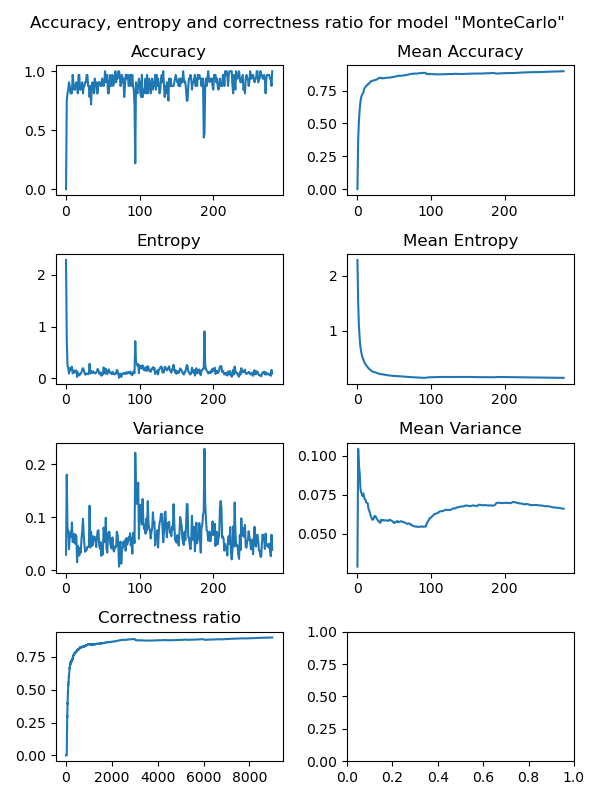 Accuracy, entropy and correctness ratio for model "MonteCarlo"
Accuracy
1.0
0.5
0.0
0 100 200
Mean Accuracy
0.75
0.50
0.25
0.00
0 100 200
Entropy
2
1
0
0 100 200
Mean Entropy
2
1
0 100 200
Variance
0.2
0.1
0.0
0 100 200
Mean Variance
0.100
0.075
0.050
0 100 200
Correctness ratio
0.75
0.50
0.25
0.00
0 2000 4000 6000 8000
1.00
0.75
0.50
0.25
0.00
0.0 0.2 0.4 0.6 0.8 1.0